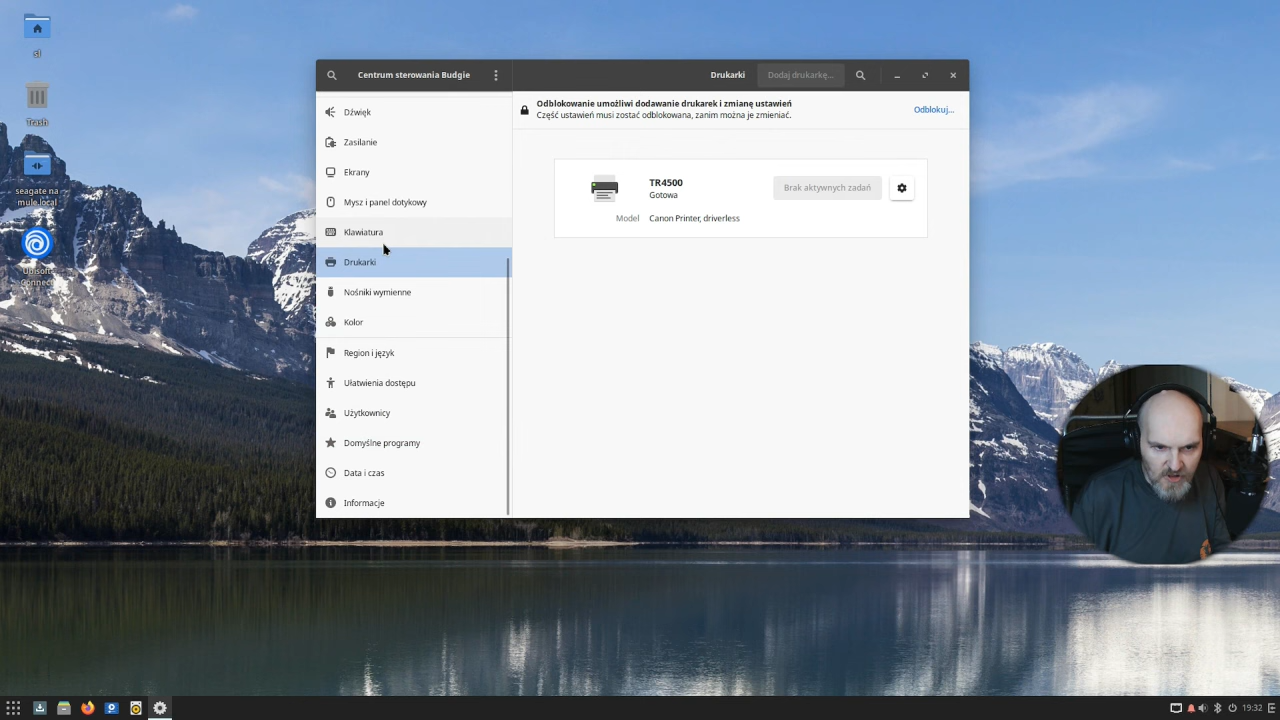 sl
Trash
seagate na
mule.local
Ubisoft
Connect
Centrum sterowania Budgie
Drukarki
Dodaj drukarkę...
Odblokowanie umożliwi dodawanie drukarek i zmianę ustawień
Część ustawień musi zostać odblokowana, zanim można je zmieniać.
Odblokuj...
Dźwięk
Zasilanie
Ekrany
Mysz i panel dotykowy
Klawiatura
Drukarki
Nośniki wymienne
Kolor
Region i język
Ułatwienia dostępu
Użytkownicy
Domyślne programy
Data i czas
Informacje
TR4500
Gotowa
Brak aktywnych zadań
Model Canon Printer, driverless
19:32